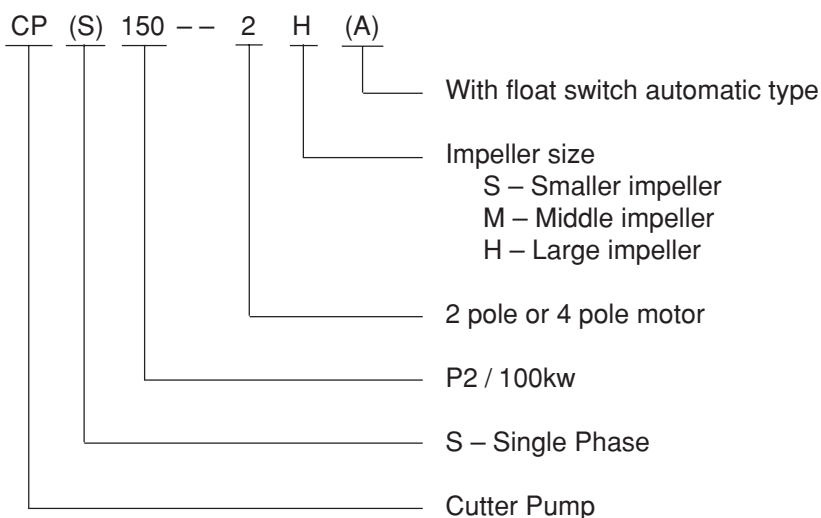 CP (S) 150 – – 2 H (A)
With float switch automatic type
Impeller size
S – Smaller impeller
M – Middle impeller
H – Large impeller
2 pole or 4 pole motor
P2 / 100kw
S – Single Phase
Cutter Pump